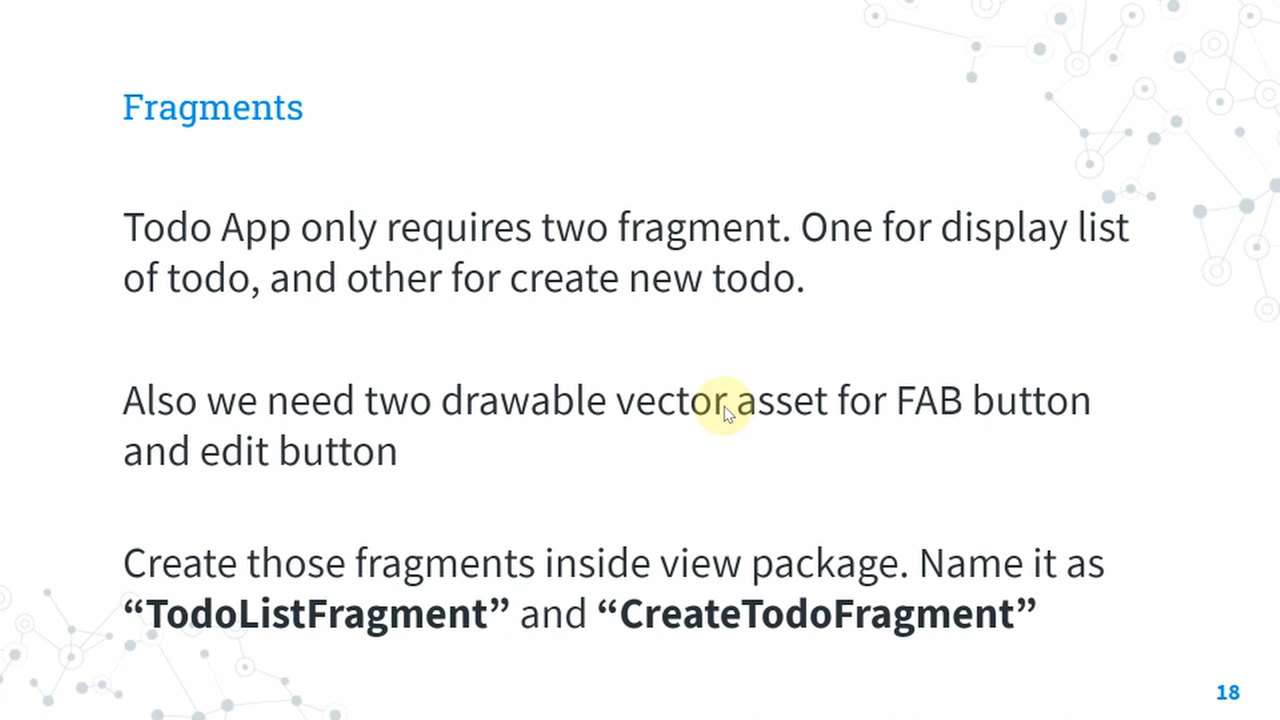 Fragments
Todo App only requires two fragment. One for display list
of todo, and other for create new todo.
Also we need two drawable vector asset for FAB button
and edit button
Create those fragments inside view package. Name it as
“TodoListFragment” and “CreateTodoFragment”
18